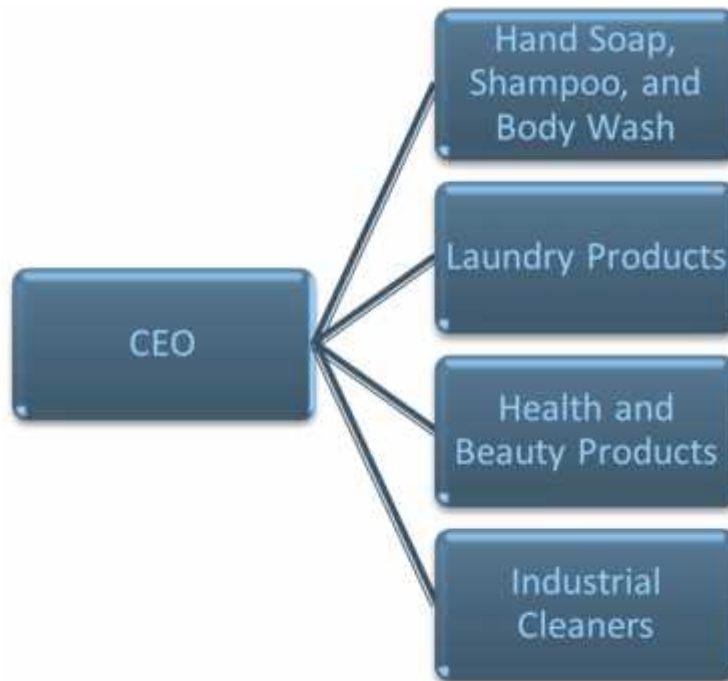 Hand Soap,
Shampoo, and
Body Wash
Laundry Products
CEO
Health and
Beauty Products
Industrial
Cleaners